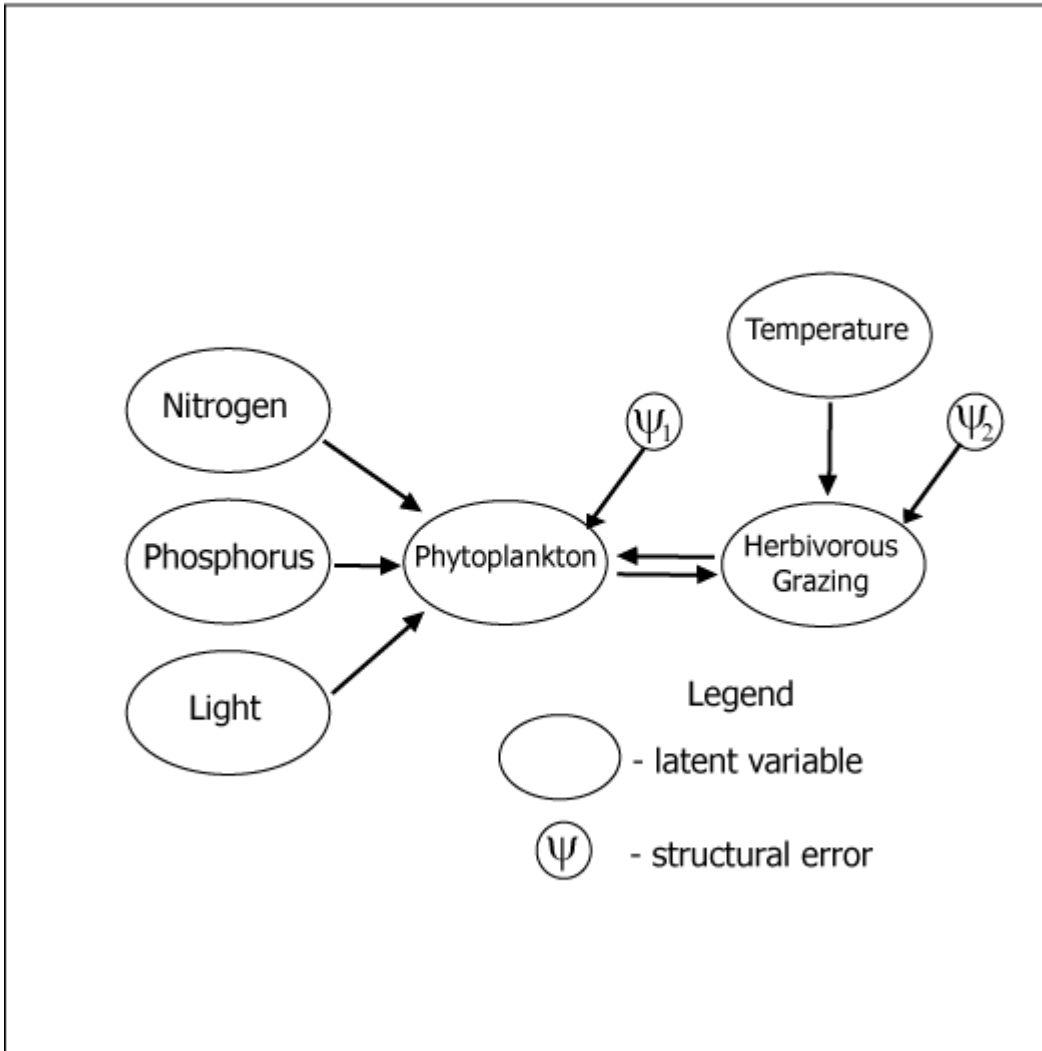 Temperature
Nitrogen
Ψ1
Ψ2
Phosphorus
Phytoplankton
Herbivorous
Grazing
Light
Legend
- latent variable
Ψ - structural error